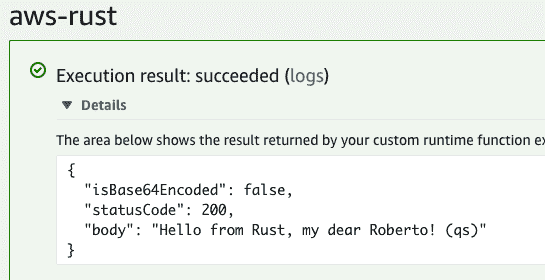 aws-rust
Execution result: succeeded (logs)
Details
The area below shows the result returned by your custom runtime function
{
"isBase64Encoded": false,
"statusCode": 200,
"body": "Hello from Rust, my dear Roberto! (qs)"
}